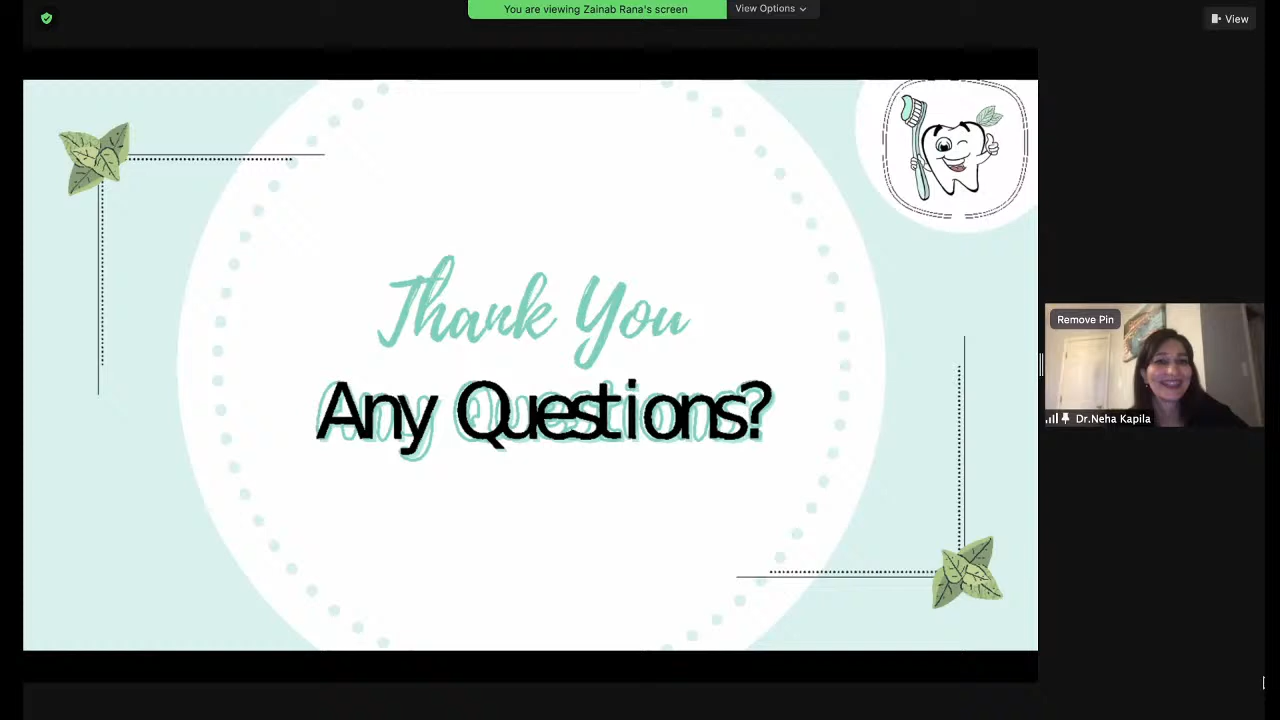 You are viewing Zainab Rana's screen
View Options
View
Thank You
Any Questions?
Remove Pin
Dr.Neha Kapila